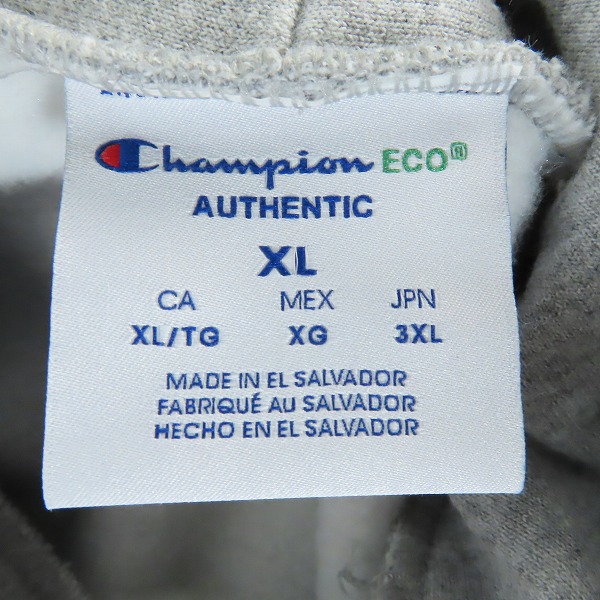 Champion ECO®
AUTHENTIC
XL
CA MEX JPN
XL/TG XG 3XL
MADE IN EL SALVADOR
FABRIQUÉ AU SALVADOR
HECHO EN EL SALVADOR